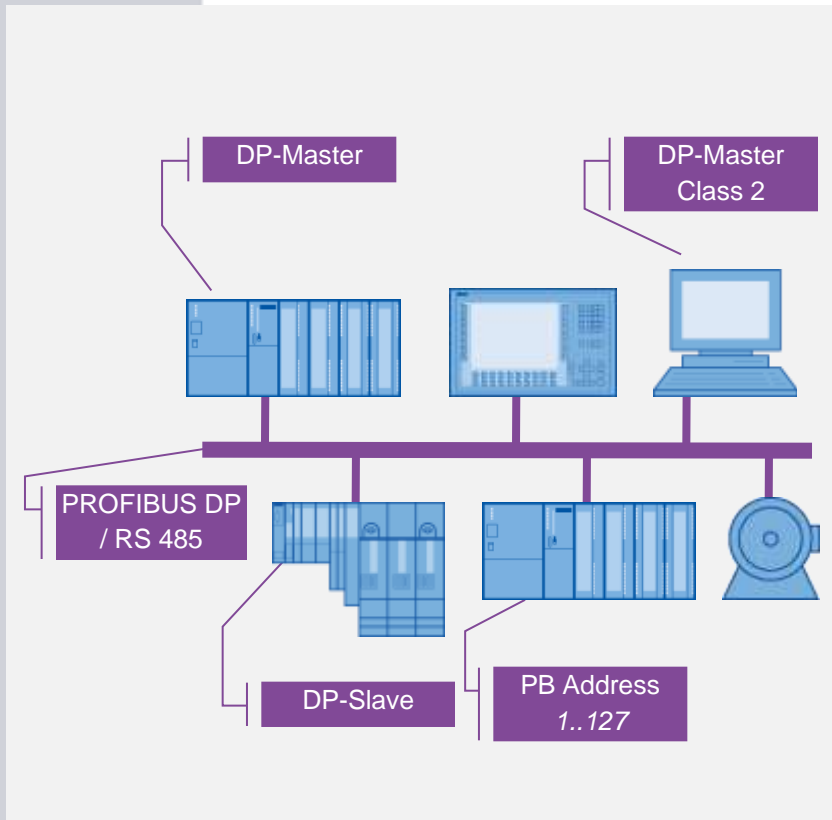 DP-Master
DP-Master
Class 2
PROFIBUS DP
/ RS 485
DP-Slave
PB Address
1..127